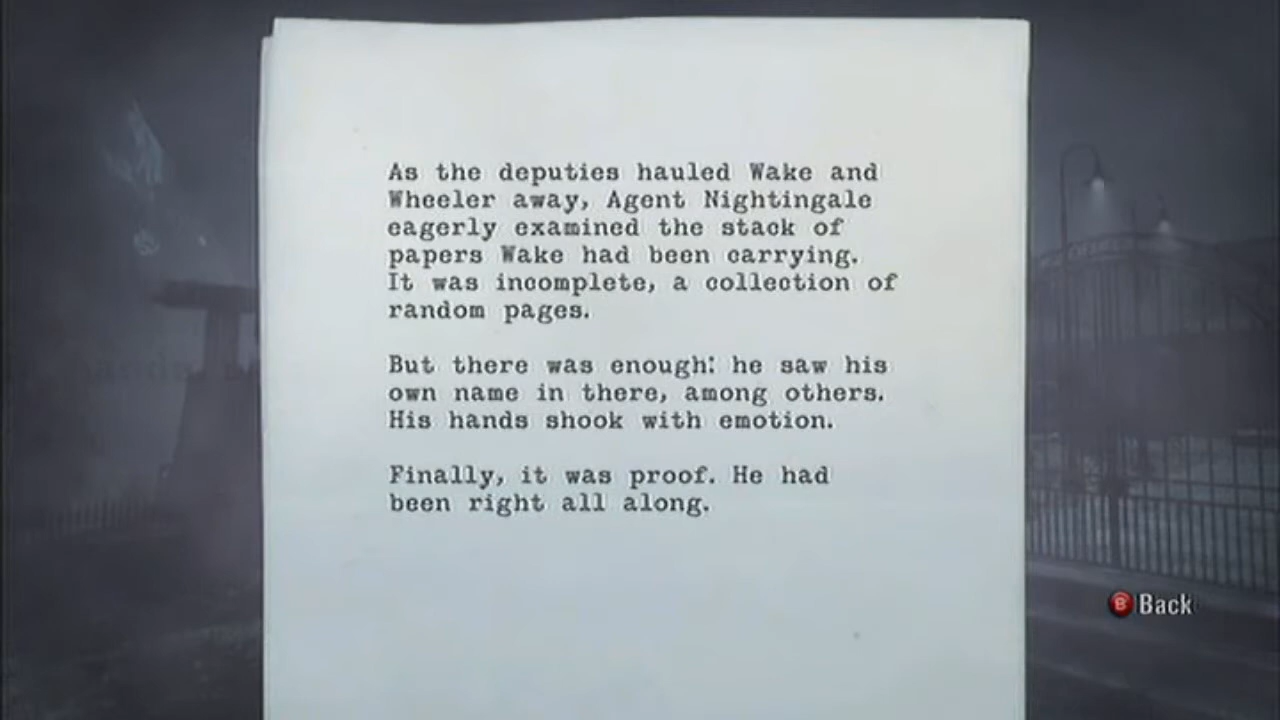 As the deputies hauled Wake and
Wheeler away, Agent Nightingale
eagerly examined the stack of
papers Wake had been carrying.
It was incomplete, a collection of
random pages.
But there was enough: he saw his
own name in there, among others.
His hands shook with emotion.
Finally, it was proof. He had
been right all along.
B Back